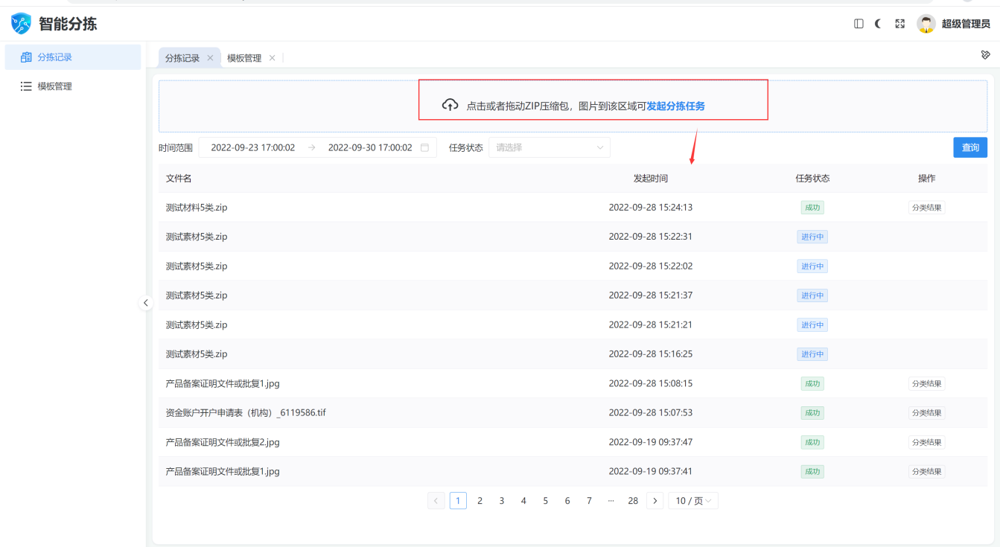 智能分拣
超级管理员
分拣记录
模板管理
分拣记录 模板管理
点击或者拖动ZIP压缩包，图片到该区域可发起分拣任务
时间范围 2022-09-23 17:00:02 → 2022-09-30 17:00:02 任务状态 请选择 查询
文件名 发起时间 任务状态 操作
测试材料5类.zip 2022-09-28 15:24:13 成功 分类结果
测试素材5类.zip 2022-09-28 15:22:31 进行中
测试素材5类.zip 2022-09-28 15:22:02 进行中
测试素材5类.zip 2022-09-28 15:21:37 进行中
测试素材5类.zip 2022-09-28 15:21:21 进行中
测试素材5类.zip 2022-09-28 15:16:25 进行中
产品备案证明文件或批复1.jpg 2022-09-28 15:08:15 成功 分类结果
资金账户开户申请表（机构）_6119586.tif 2022-09-28 15:07:53 成功 分类结果
产品备案证明文件或批复2.jpg 2022-09-19 09:37:47 成功 分类结果
产品备案证明文件或批复1.jpg 2022-09-19 09:37:41 成功 分类结果
1 2 3 4 5 6 7 ··· 28 10 / 页